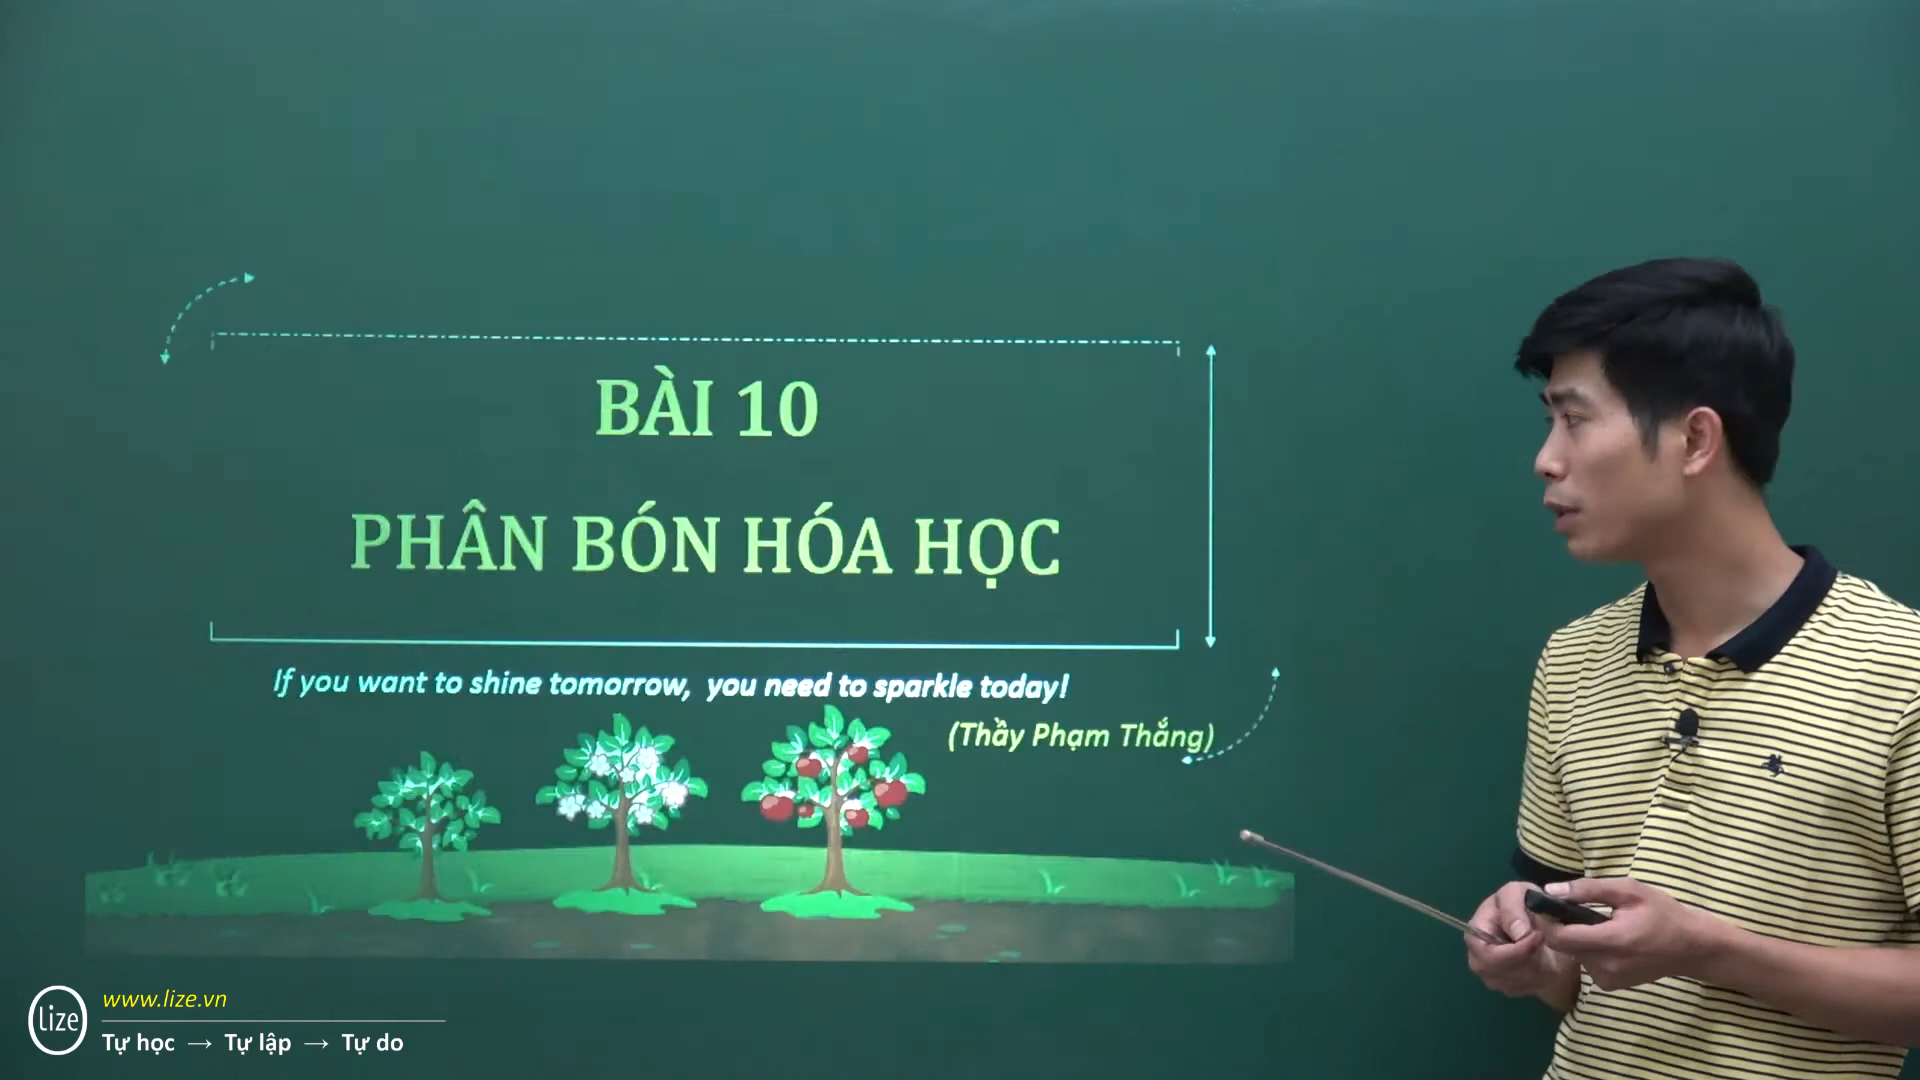 BÀI 10
PHÂN BÓN HÓA HỌC
If you want to shine tomorrow, you need to sparkle today!
(Thầy Phạm Thắng)
lize
www.lize.vn
Tự học → Tự lập → Tự do